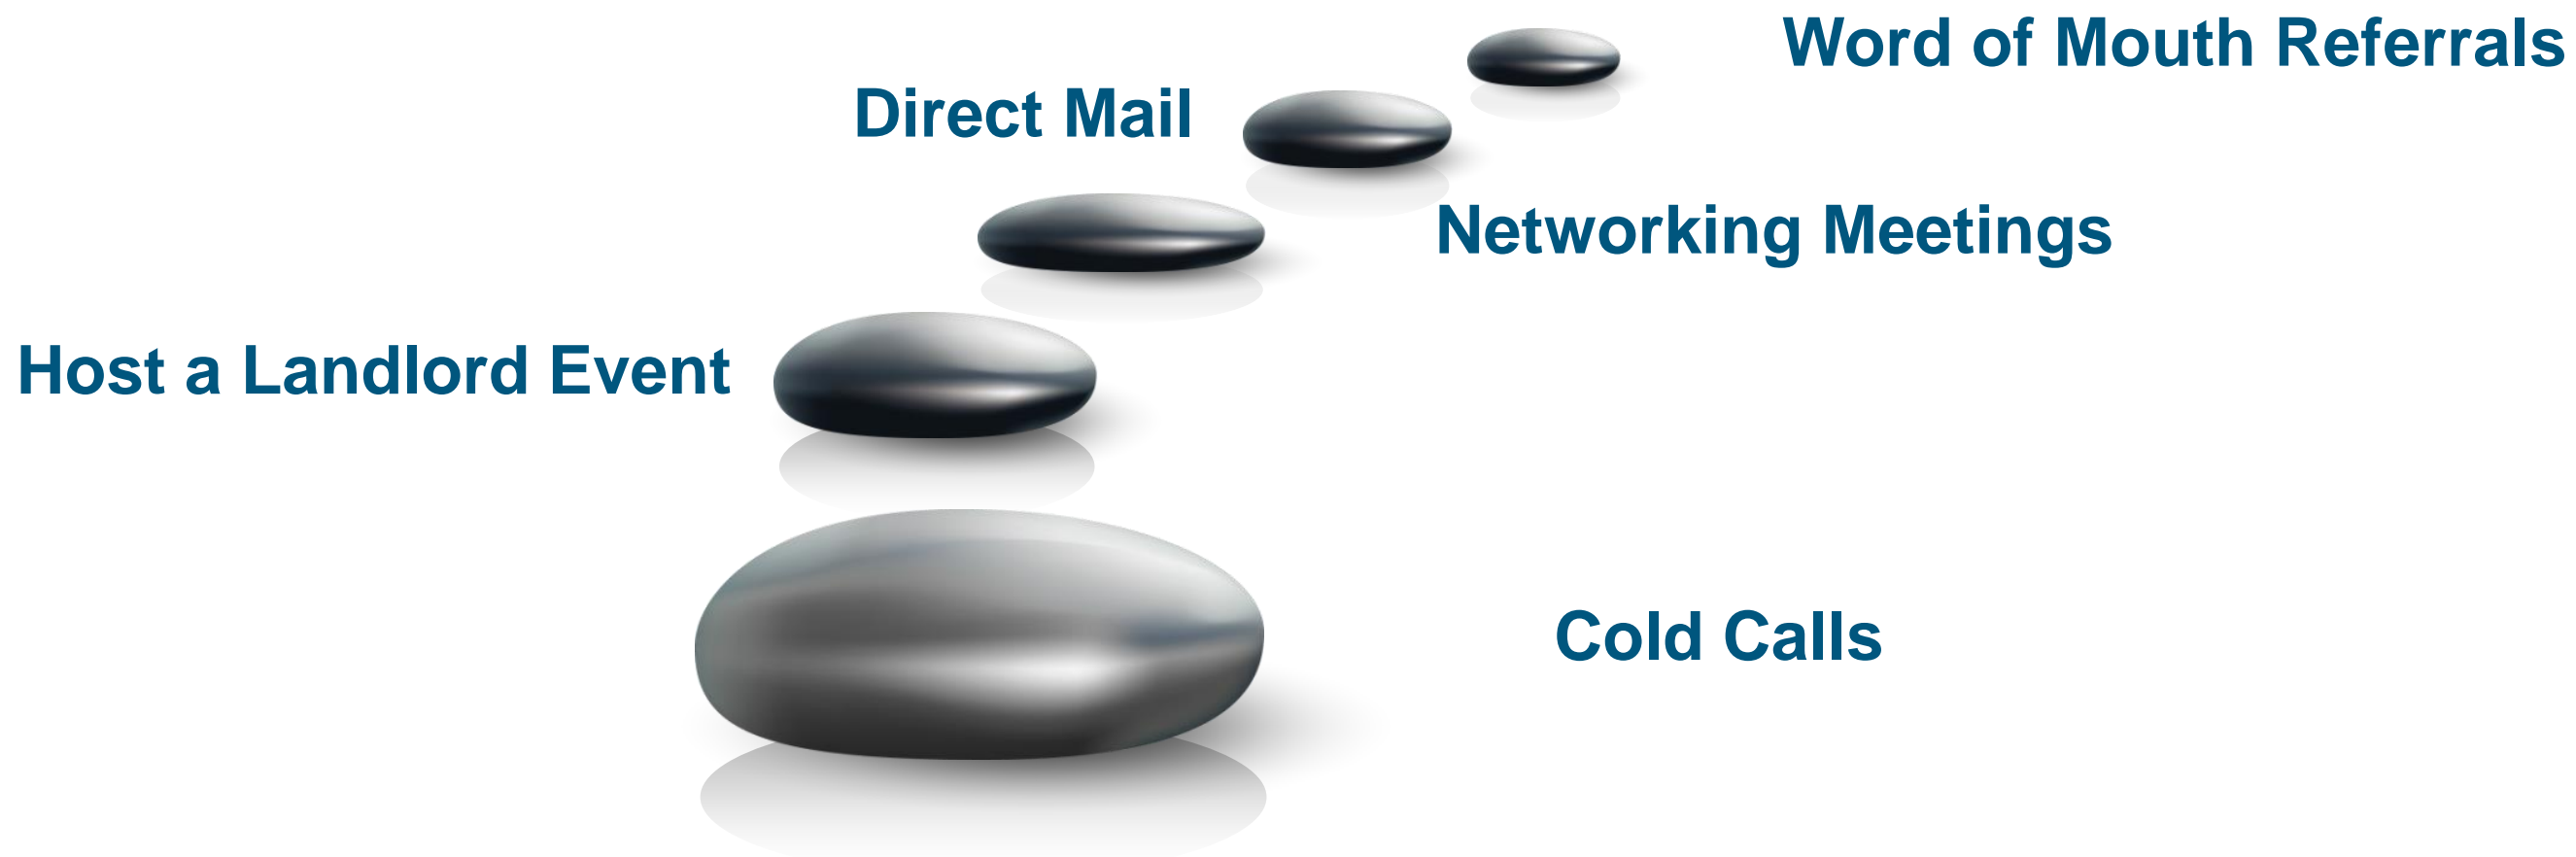 Word of Mouth Referrals
Direct Mail
Networking Meetings
Host a Landlord Event
Cold Calls